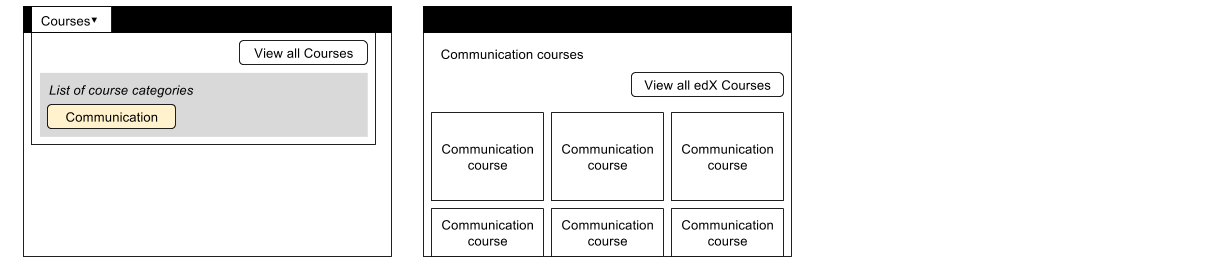 Courses▾
View all Courses
List of course categories
Communication
Communication courses
View all edX Courses
Communication
course
Communication
course
Communication
course
Communication
course
Communication
course
Communication
course